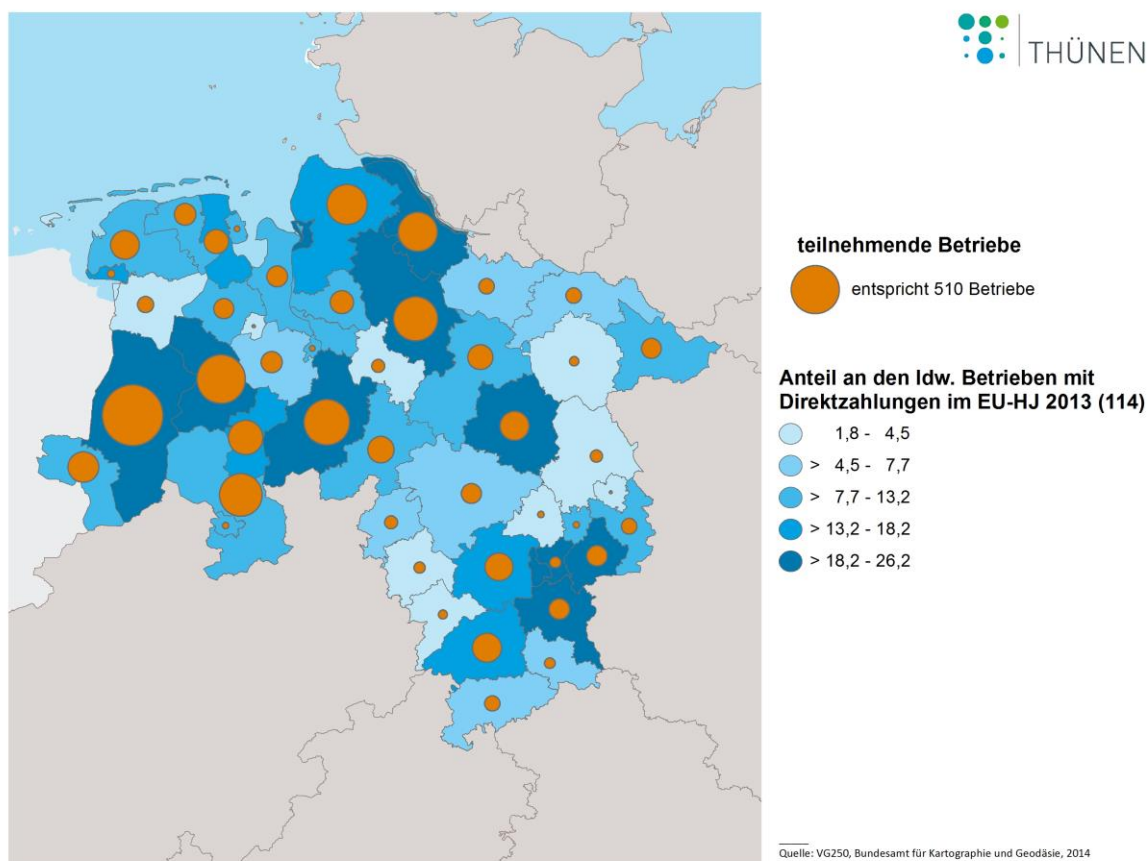 THÜNEN
teilnehmende Betriebe
entspricht 510 Betriebe
Anteil an den ldw. Betrieben mit
Direktzahlungen im EU-HJ 2013 (114)
1,8 - 4,5
> 4,5 - 7,7
> 7,7 - 13,2
> 13,2 - 18,2
> 18,2 - 26,2
Quelle: VG250, Bundesamt für Kartographie und Geodäsie, 2014